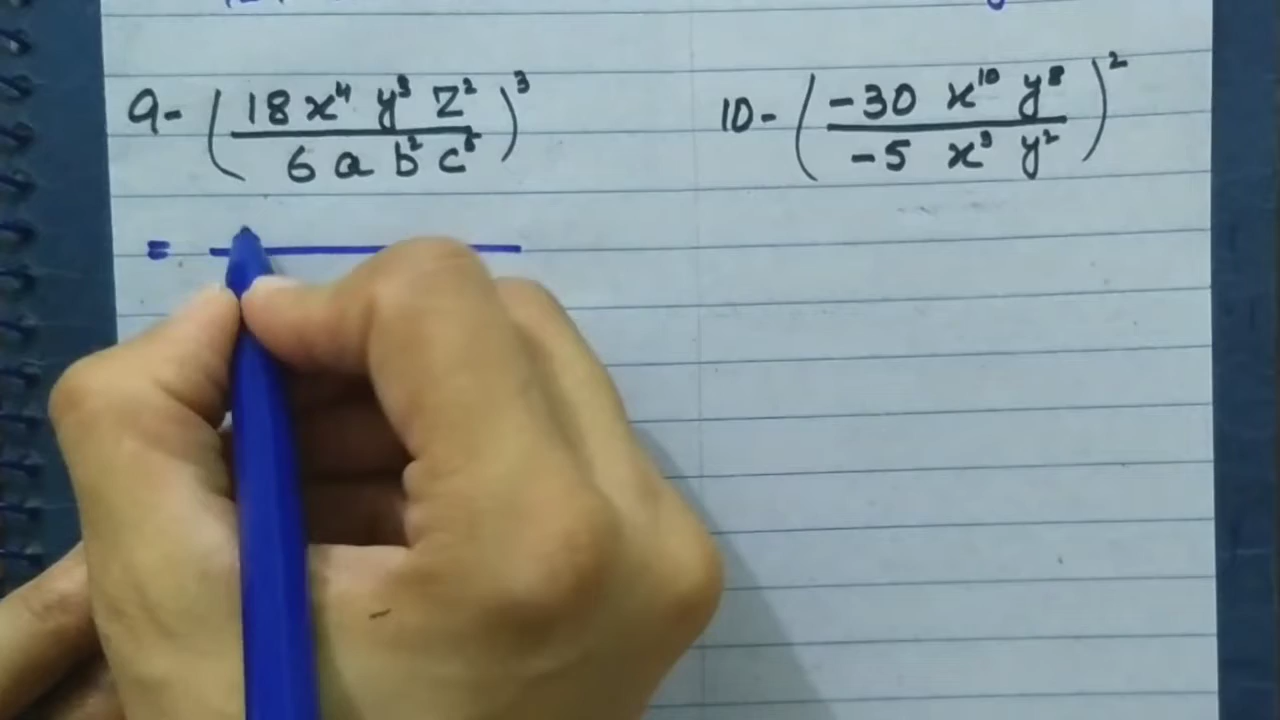 9- (18 x⁴ y³ z² / 6 a b² c⁵)³
10- (-30 x¹⁰ y⁸ / -5 x³ y²)²
=